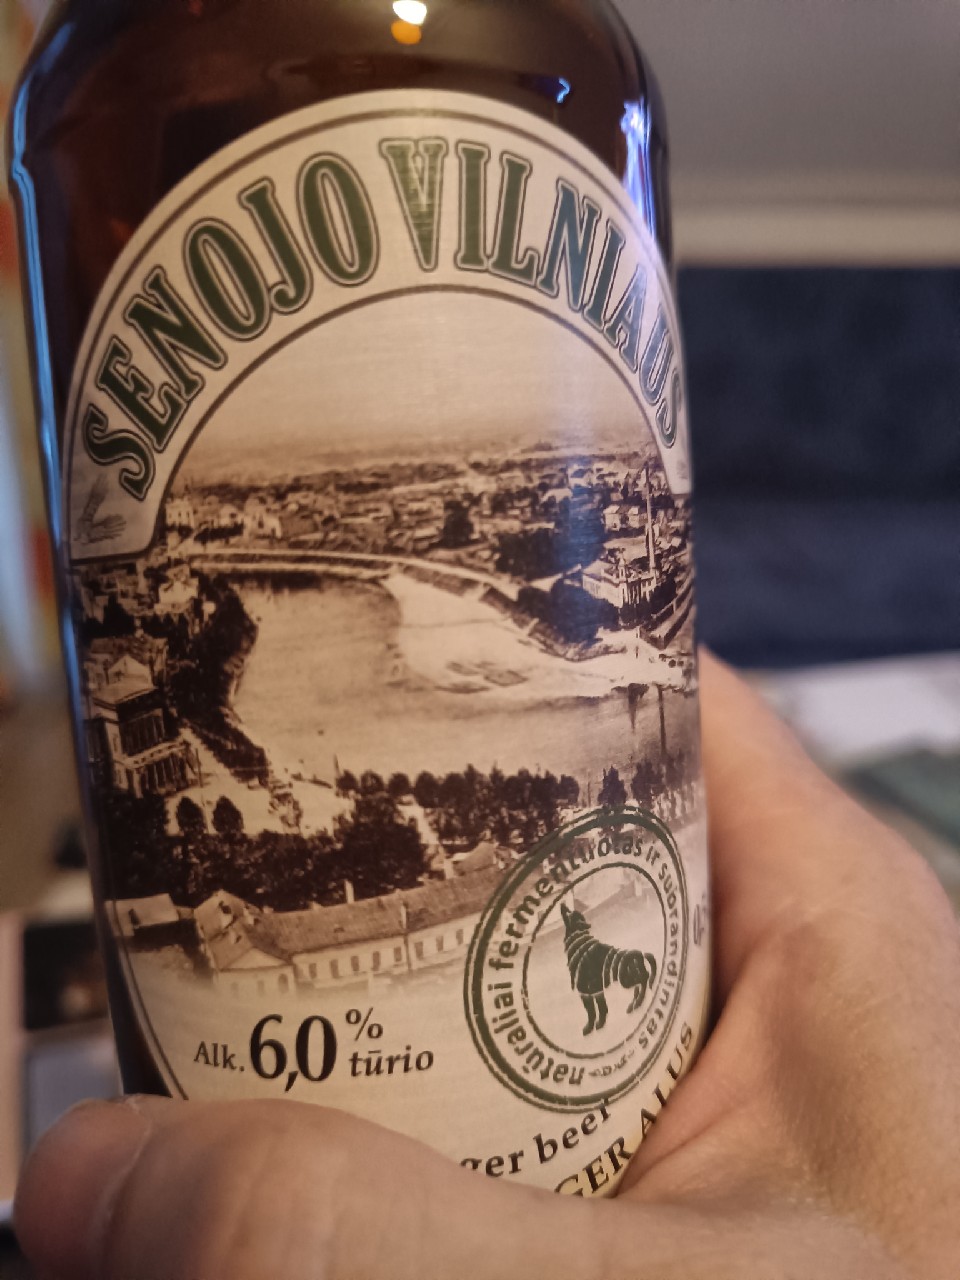 SENOJO VILNIAUS
Alk. 6,0 % tūrio
natūraliai fermentuotas ir subrandintas
ger beer
GER ALUS